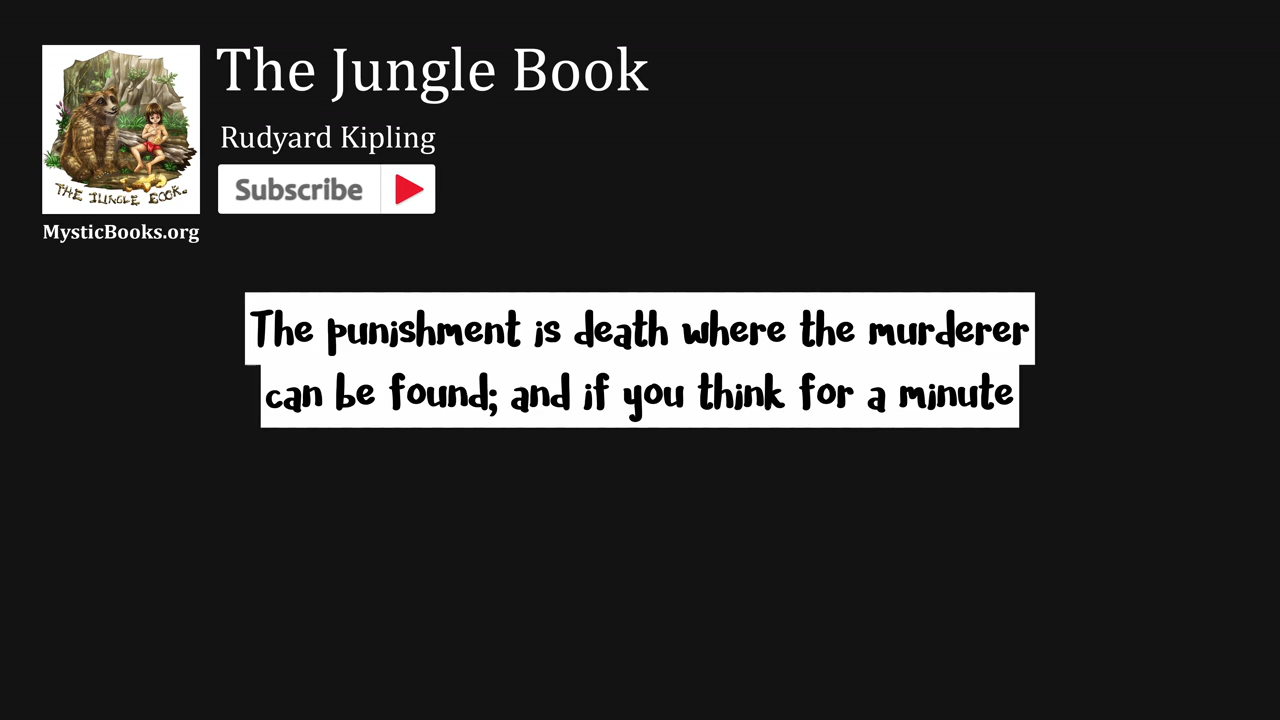 The Jungle Book
Rudyard Kipling
Subscribe
THE JUNGLE BOOK.
MysticBooks.org
The punishment is death where the murderer
can be found; and if you think for a minute